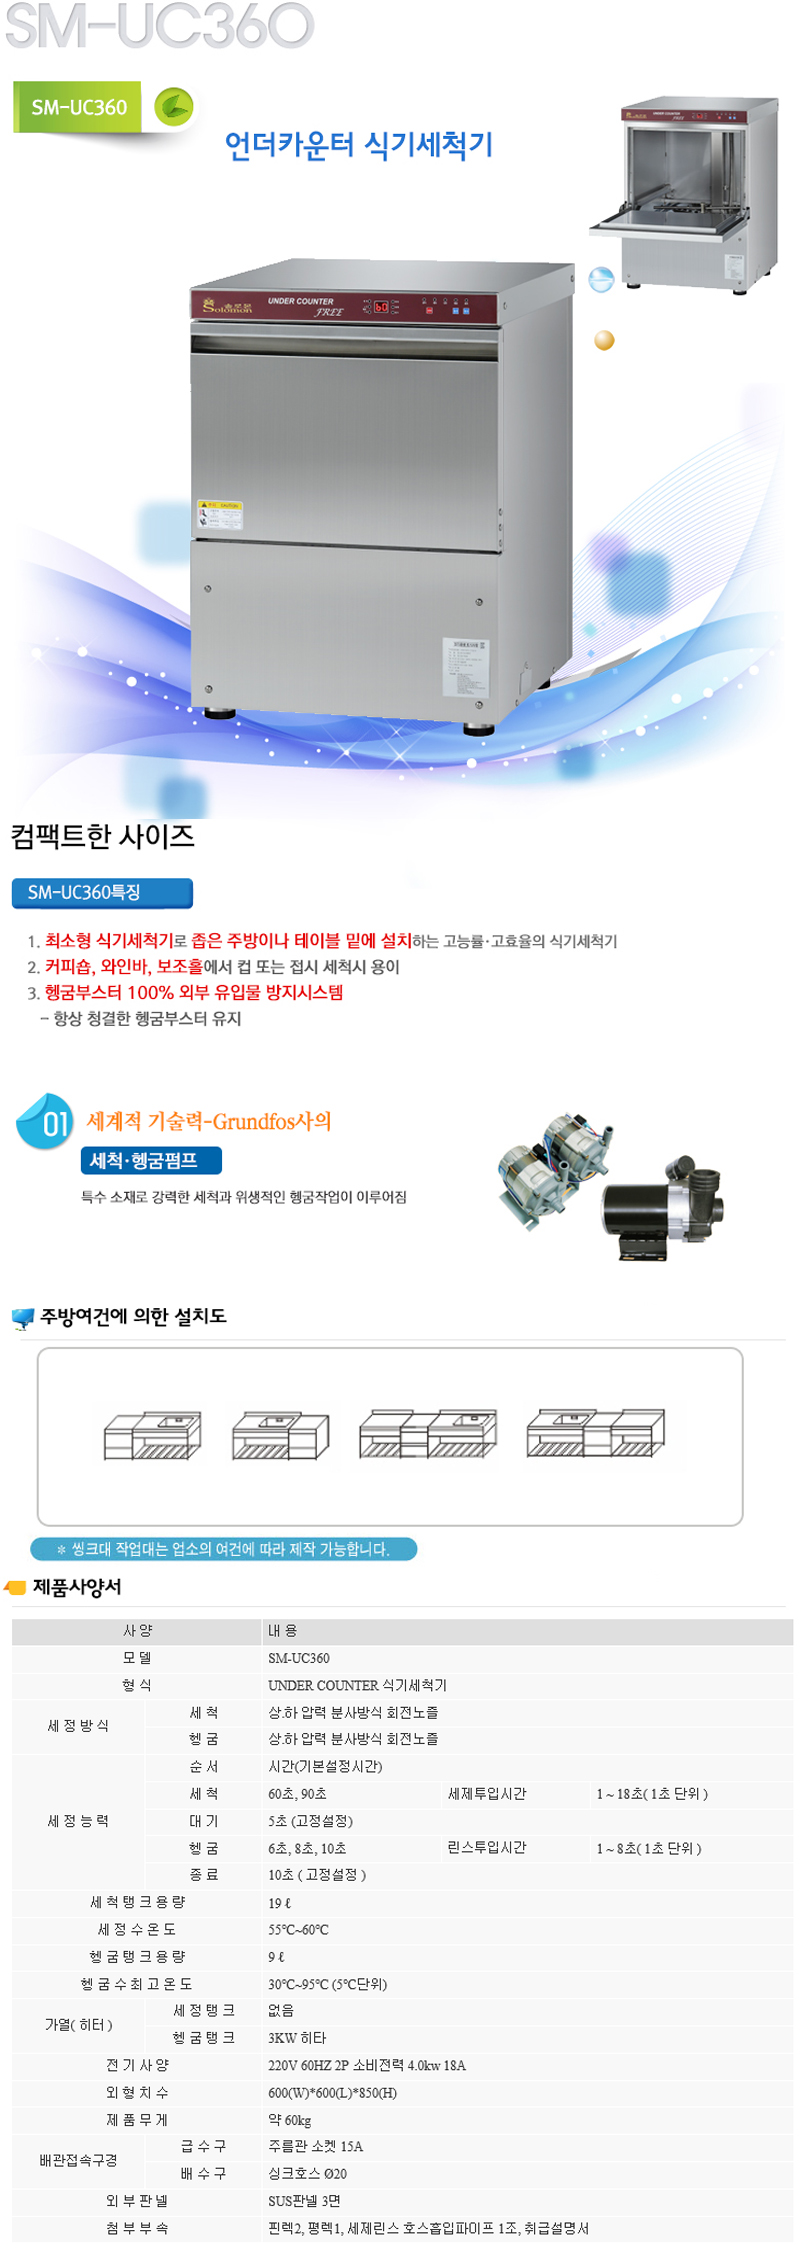 SM-UC360
SM-UC360
언더카운터 식기세척기
Solomon 솔로몬 UNDER COUNTER FREE 60
UNDER COUNTER FREE
CAUTION
컴팩트한 사이즈
SM-UC360특징
1. 최소형 식기세척기로 좁은 주방이나 테이블 밑에 설치하는 고능률·고효율의 식기세척기
2. 커피숍, 와인바, 보조홀에서 컵 또는 접시 세척시 용이
3. 헹굼부스터 100% 외부 유입물 방지시스템
- 항상 청결한 헹굼부스터 유지
01 세계적 기술력-Grundfos사의
세척·헹굼펌프
특수 소재로 강력한 세척과 위생적인 헹굼작업이 이루어짐
주방여건에 의한 설치도
* 씽크대 작업대는 업소의 여건에 따라 제작 가능합니다.
제품사양서
사 양 내 용
모 델 SM-UC360
형 식 UNDER COUNTER 식기세척기
세 정 방 식 세 척 상.하 압력 분사방식 회전노즐
헹 굼 상.하 압력 분사방식 회전노즐
세 정 능 력 순 서 시간(기본설정시간)
세 척 60초, 90초 세제투입시간 1 ~ 18초( 1초 단위 )
대 기 5초 (고정설정)
헹 굼 6초, 8초, 10초 린스투입시간 1 ~ 8초( 1초 단위 )
종 료 10초 ( 고정설정 )
세 척 탱 크 용 량 19 ℓ
세 정 수 온 도 55℃~60℃
헹 굼 탱 크 용 량 9 ℓ
헹 굼 수 최 고 온 도 30℃~95℃ (5℃단위)
가열( 히터 ) 세 정 탱 크 없음
헹 굼 탱 크 3KW 히타
전 기 사 양 220V 60HZ 2P 소비전력 4.0kw 18A
외 형 치 수 600(W)*600(L)*850(H)
제 품 무 게 약 60kg
배관접속구경 급 수 구 주름관 소켓 15A
배 수 구 싱크호스 Ø20
외 부 판 넬 SUS판넬 3면
첨 부 부 속 핀렉2, 평렉1, 세제린스 호스흡입파이프 1조, 취급설명서